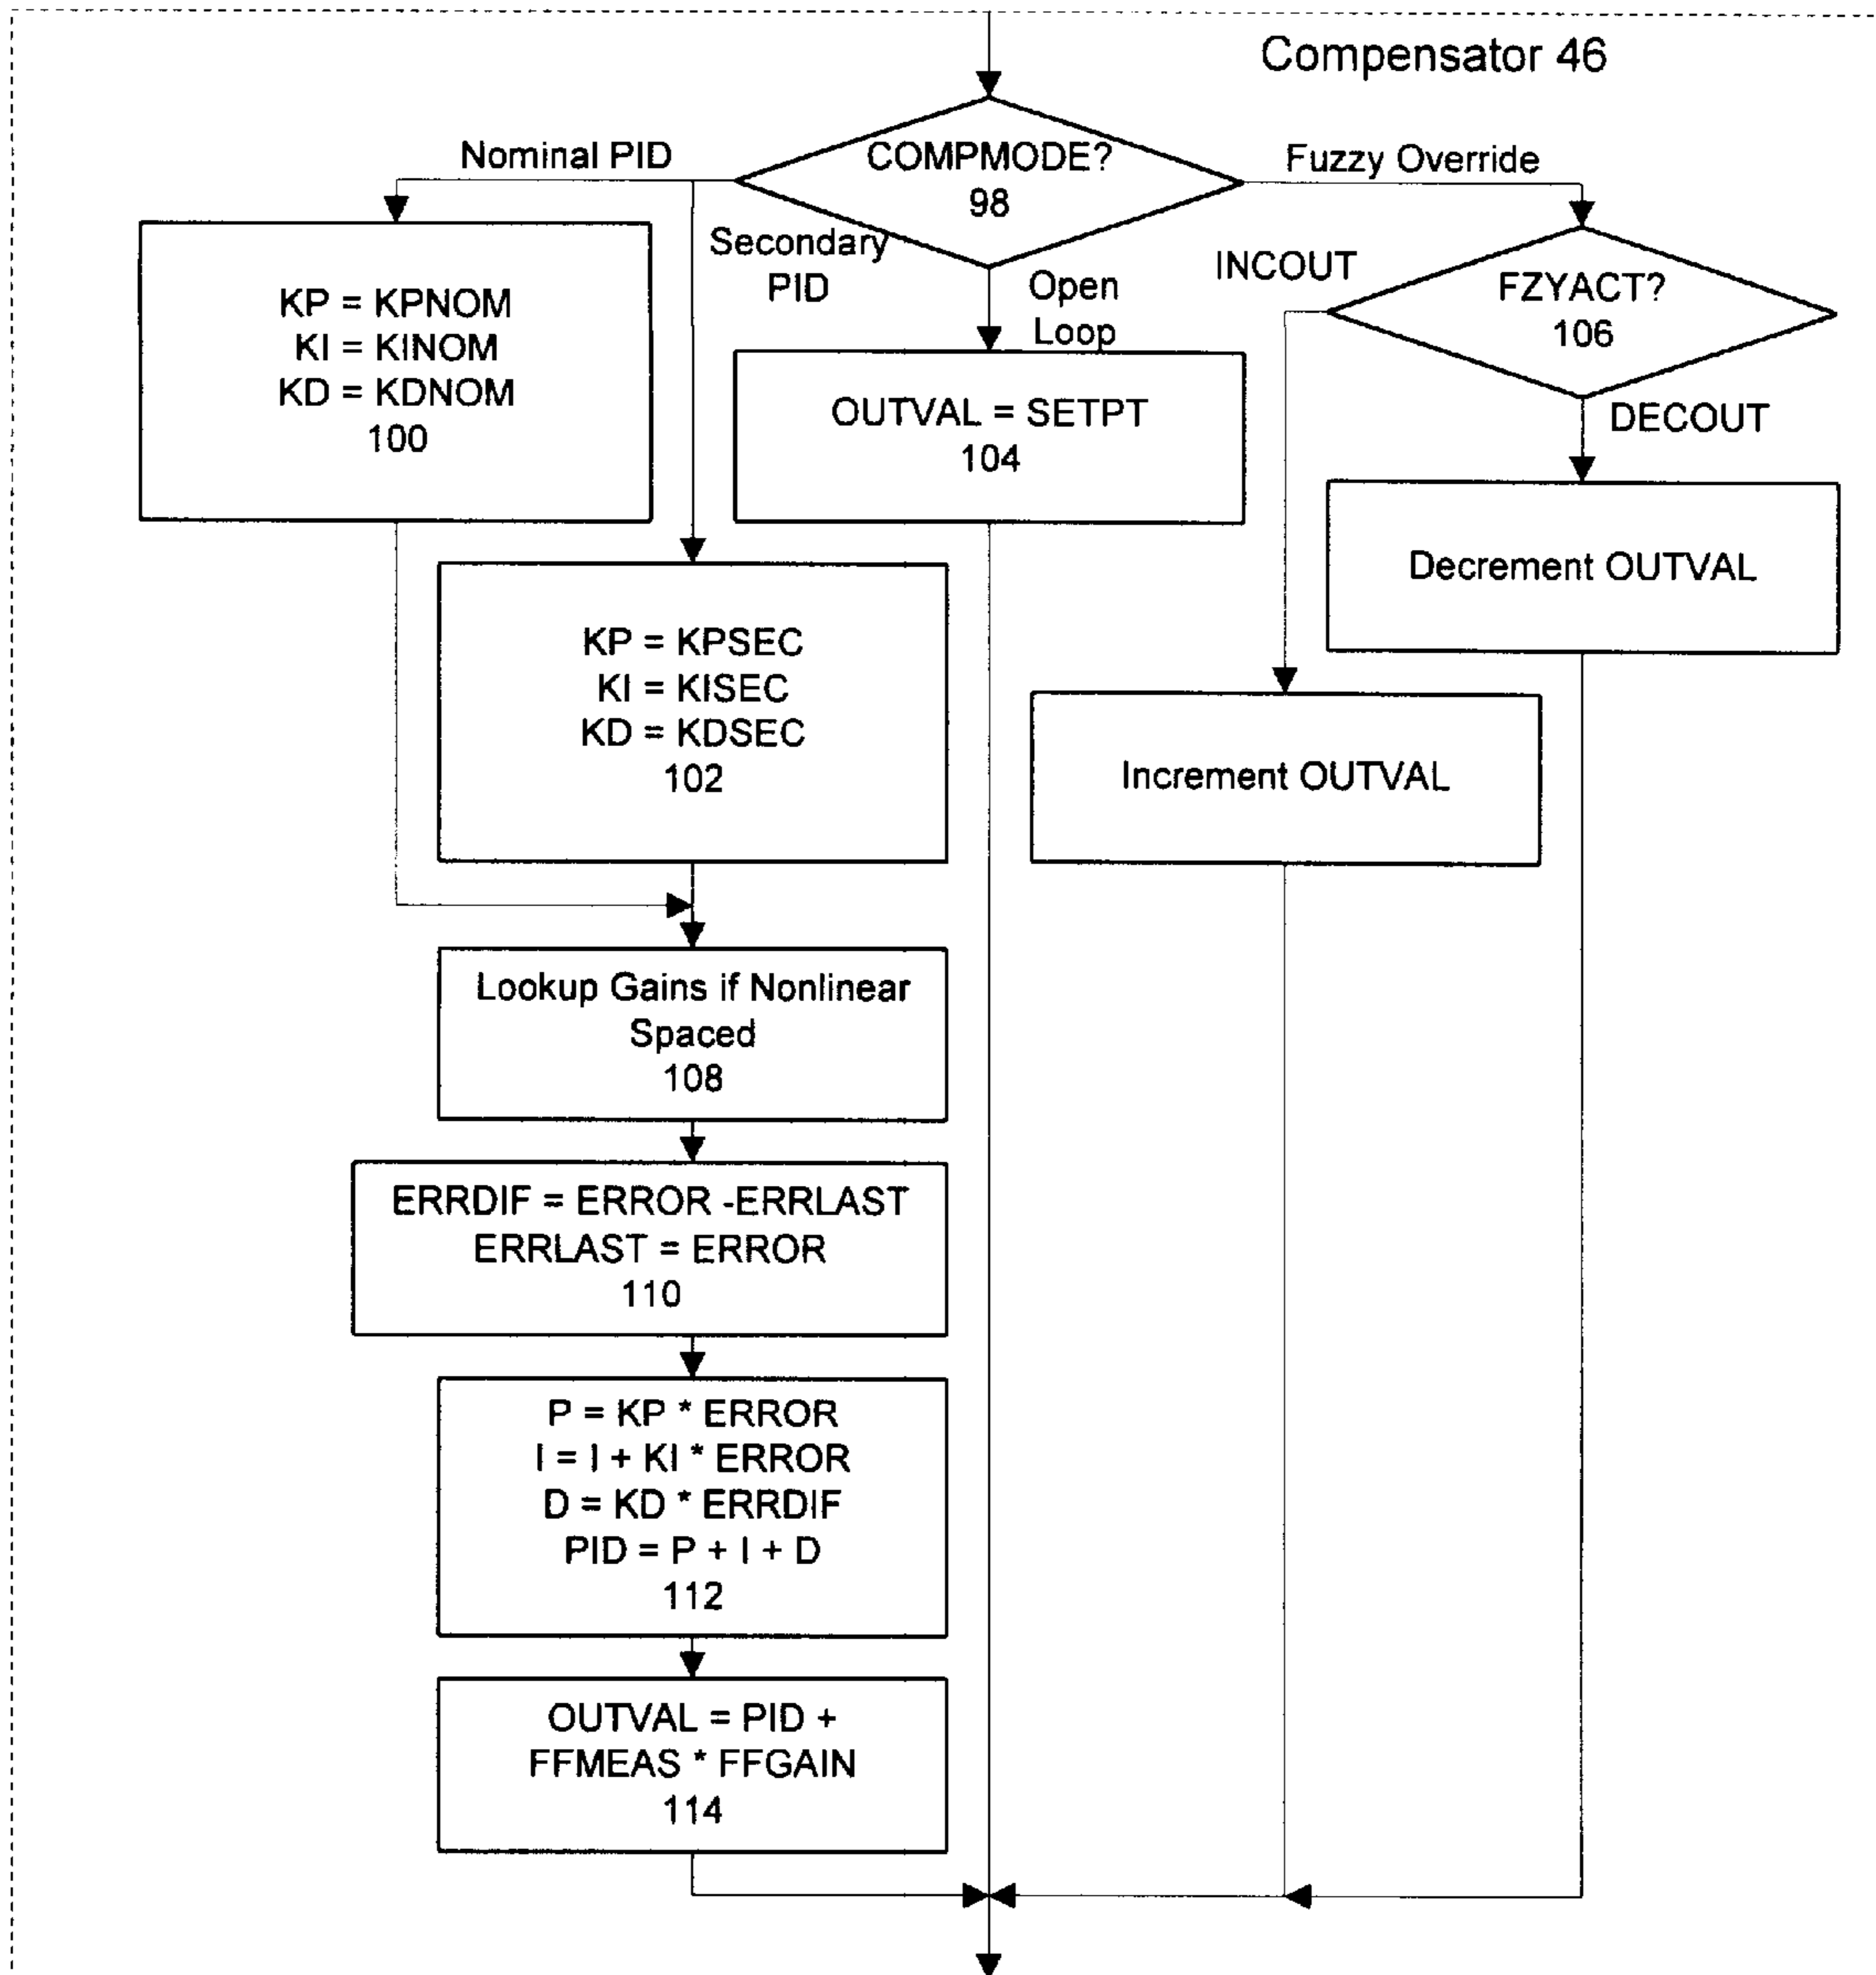 Compensator 46
COMPMODE?
98
Nominal PID
Fuzzy Override
Secondary
PID
Open
Loop
INCOUT
FZYACT?
106
DECOUT
KP = KPNOM
KI = KINOM
KD = KDNOM
100
OUTVAL = SETPT
104
Decrement OUTVAL
KP = KPSEC
KI = KISEC
KD = KDSEC
102
Increment OUTVAL
Lookup Gains if Nonlinear
Spaced
108
ERRDIF = ERROR -ERRLAST
ERRLAST = ERROR
110
P = KP * ERROR
I = I + KI * ERROR
D = KD * ERRDIF
PID = P + I + D
112
OUTVAL = PID +
FFMEAS * FFGAIN
114